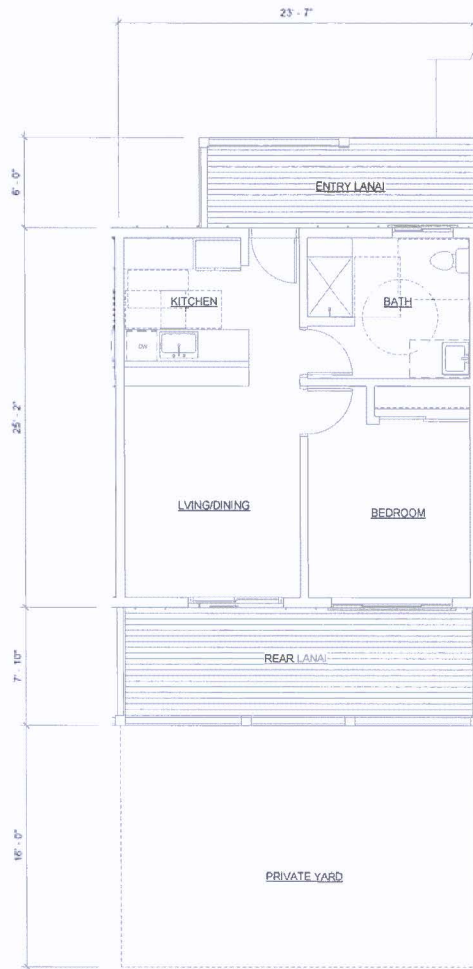 23' - 7"
6' - 0"
ENTRY LANAI
KITCHEN
BATH
DW
25' - 2"
LVING/DINING
BEDROOM
7' - 10"
REAR LANAI
16' - 0"
PRIVATE YARD